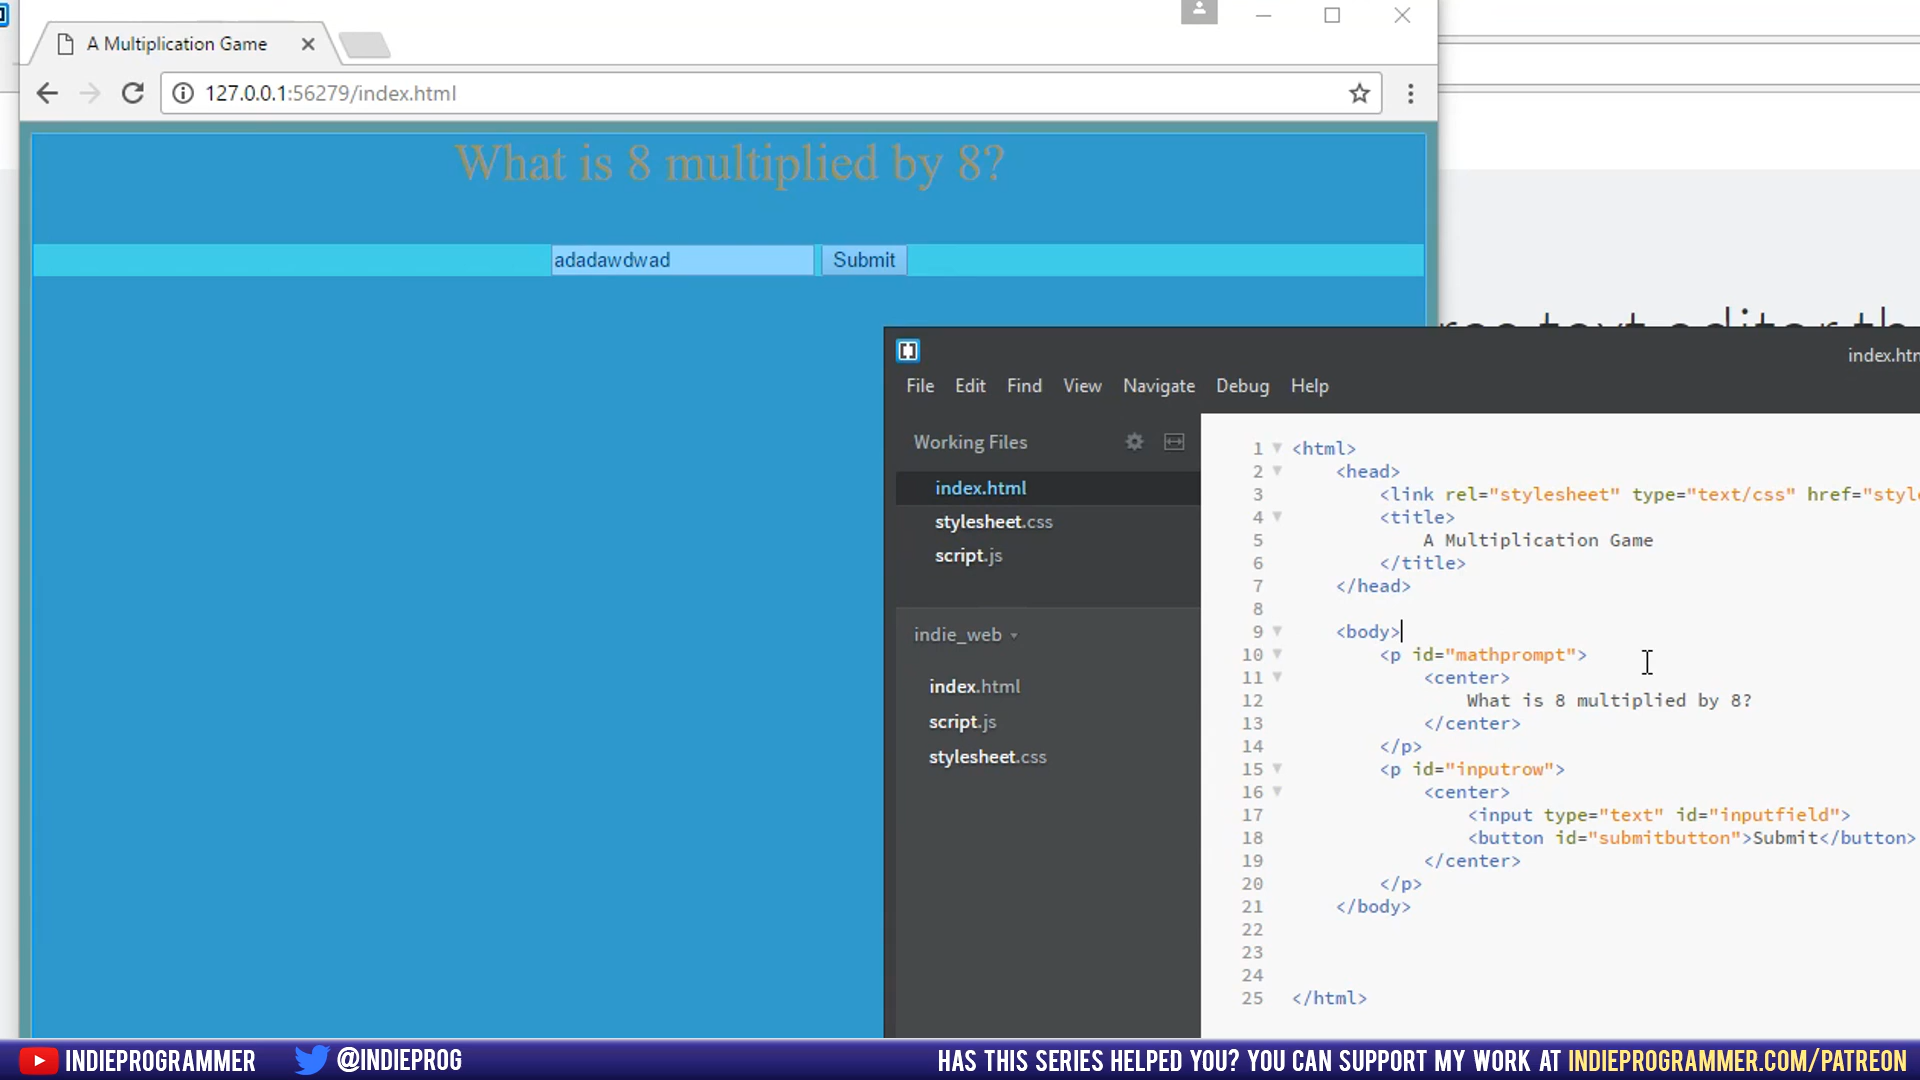 A Multiplication Game
127.0.0.1:56279/index.html
What is 8 multiplied by 8?
adadawdwad
Submit
text editor
index.htm
File Edit Find View Navigate Debug Help
Working Files
index.html
stylesheet.css
script.js
indie_web
index.html
script.js
stylesheet.css
1 <html>
2 <head>
3 <link rel="stylesheet" type="text/css" href="style
4 <title>
5 A Multiplication Game
6 </title>
7 </head>
8
9 <body>
10 <p id="mathprompt">
11 <center>
12 What is 8 multiplied by 8?
13 </center>
14 </p>
15 <p id="inputrow">
16 <center>
17 <input type="text" id="inputfield">
18 <button id="submitbutton">Submit</button>
19 </center>
20 </p>
21 </body>
22
23
24
25 </html>
INDIEPROGRAMMER
@INDIEPROG
HAS THIS SERIES HELPED YOU? YOU CAN SUPPORT MY WORK AT INDIEPROGRAMMER.COM/PATREON